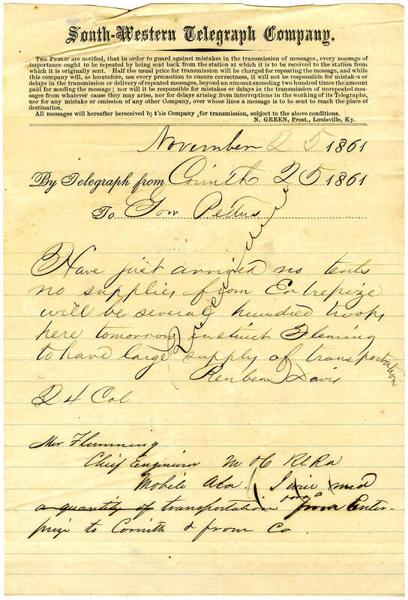 South-Western Telegraph Company.
THE PUBLIC are notified, that in order to guard against mistakes in the transmission of messages, every message of
importance ought to be repeated by being sent back from the station at which it is to be received to the station from
which it is originally sent. Half the usual price for transmission will be charged for repeating the message, and while
this company will, as heretofore, use every precaution to ensure correctness, it will not be responsible for mistakes or
delays in the transmission or delivery of repeated messages, beyond an amount exceeding two hundred times the amount
paid for sending the message; nor will it be responsible for mistakes or delays in the transmission of unrepeated mes-
sages from whatever cause they may arise, nor for delays arising from interruptions in the working of its Telegraphs,
nor for any mistake or omission of any other Company, over whose lines a message is to be sent to reach the place of
destination.
All messages will hereafter be received by this Company for transmission, subject to the above conditions.
N. GREEN, Prest., Louisville, Ky.
November 25 1861
By Telegraph from Corinth 25 1861
To Gov Pettus
Have just arrived no tents
no supplies from Enterprize
will be several hundred troops
here tomorrow instruct Fleming
to have large supply of transportation
Reuben Davis
24 Col
Mr Flemming
Chief Engineer M & O R R Co
Mobile Ala. I
a quantity of transportation from Enter-
prize to Corinth & from Co